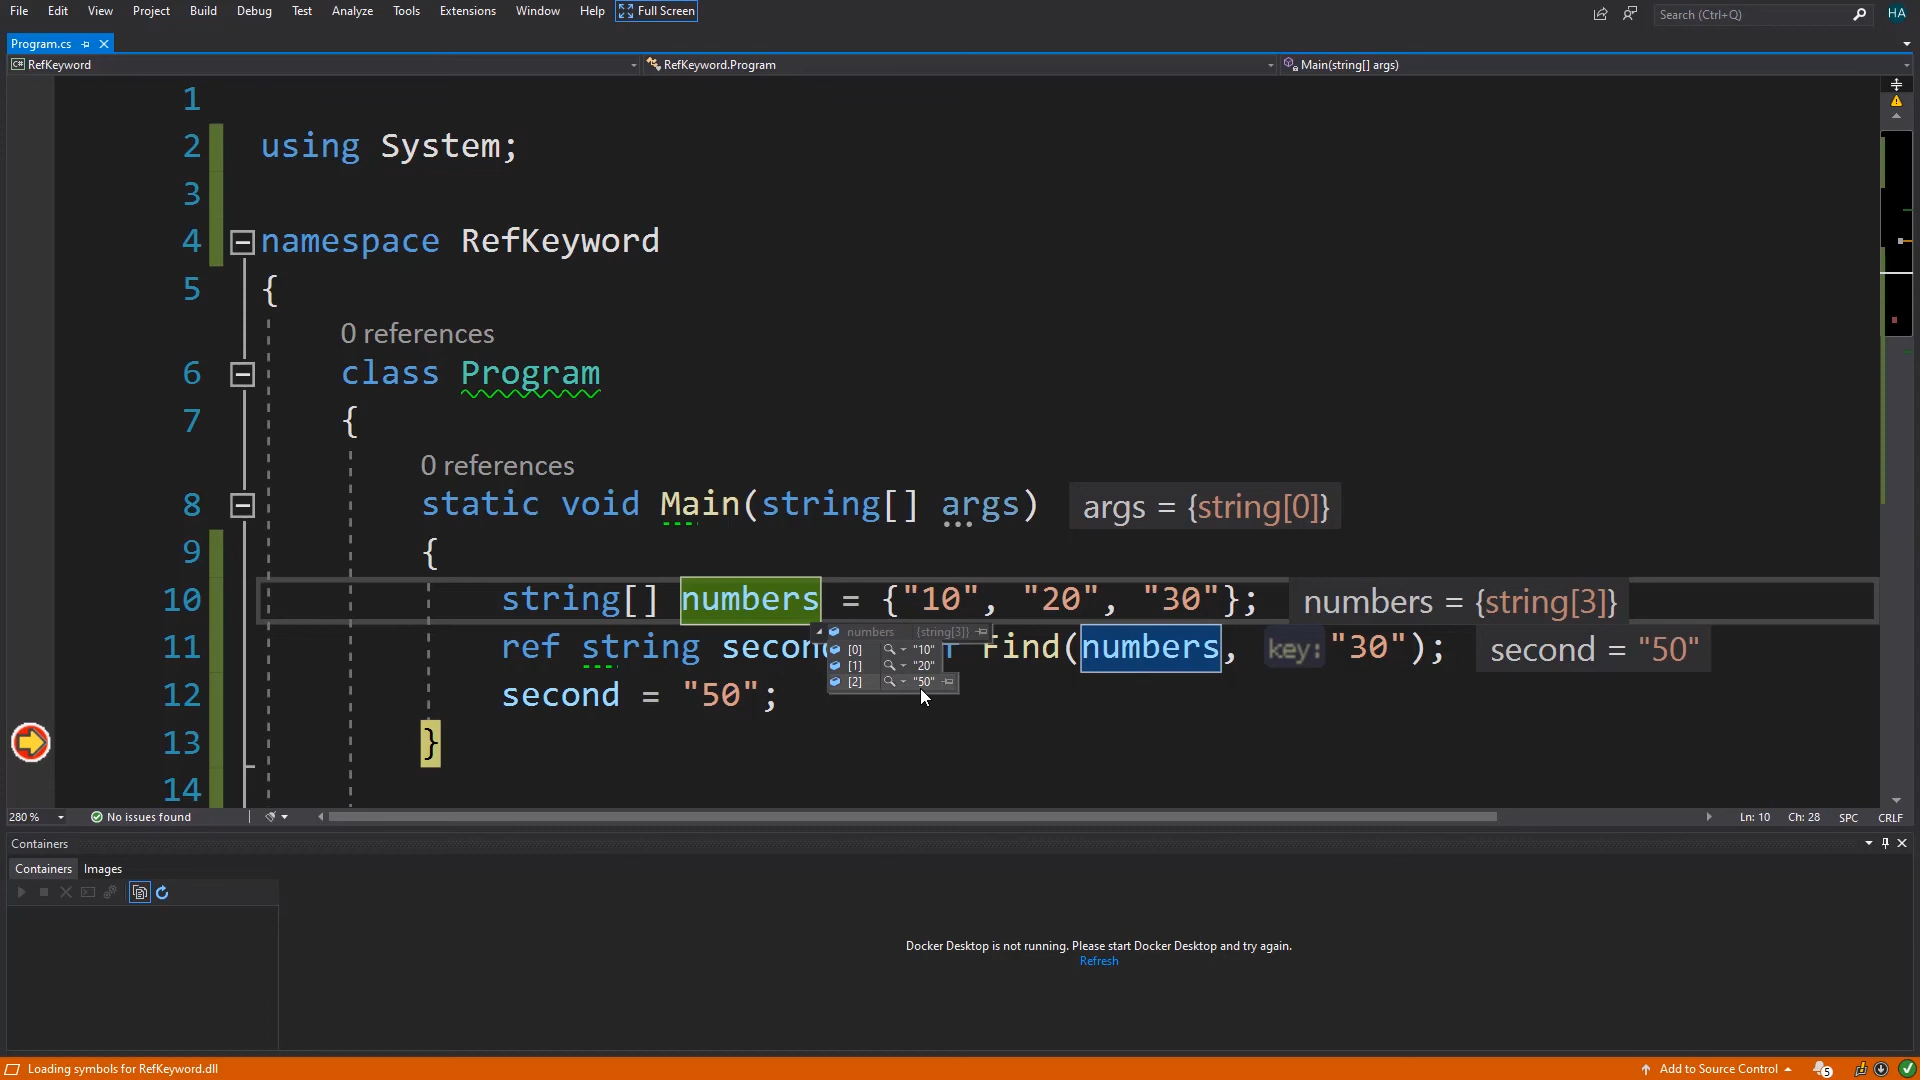 File Edit View Project Build Debug Test Analyze Tools Extensions Window Help Full Screen Search (Ctrl+Q) HA
Program.cs
C# RefKeyword RefKeyword.Program Main(string[] args)
1
2 using System;
3
4 namespace RefKeyword
5 {
0 references
6 class Program
7 {
0 references
8 static void Main(string[] args) args = {string[0]}
9 {
10 string[] numbers = {"10", "20", "30"}; numbers = {string[3]}
numbers {string[3]}
11 ref string second Find(numbers, key: "30"); second = "50"
[0] "10"
[1] "20"
[2] "50"
12 second = "50";
13 }
14
280 % No issues found Ln: 10 Ch: 28 SPC CRLF
Containers
Containers Images
Docker Desktop is not running. Please start Docker Desktop and try again.
Refresh
Loading symbols for RefKeyword.dll Add to Source Control 5